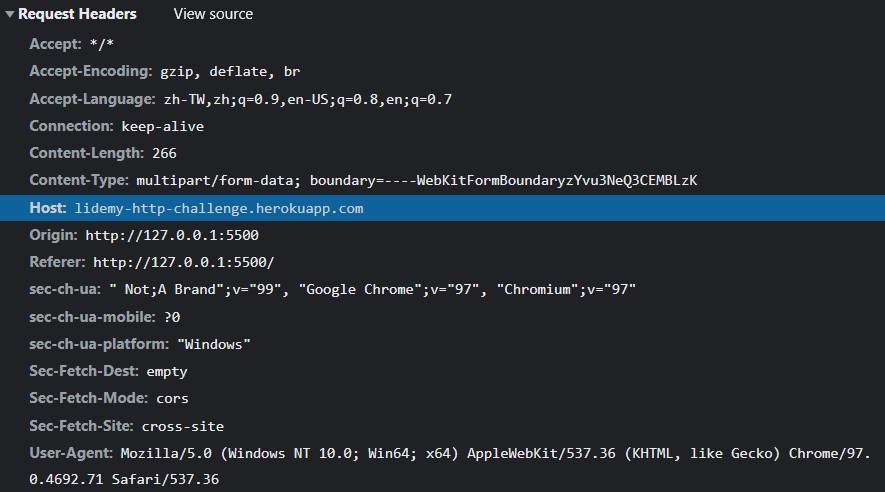 Request Headers View source
Accept: */*
Accept-Encoding: gzip, deflate, br
Accept-Language: zh-TW,zh;q=0.9,en-US;q=0.8,en;q=0.7
Connection: keep-alive
Content-Length: 266
Content-Type: multipart/form-data; boundary=----WebKitFormBoundaryzYvu3NeQ3CEMBLzK
Host: lidemy-http-challenge.herokuapp.com
Origin: http://127.0.0.1:5500
Referer: http://127.0.0.1:5500/
sec-ch-ua: " Not;A Brand";v="99", "Google Chrome";v="97", "Chromium";v="97"
sec-ch-ua-mobile: ?0
sec-ch-ua-platform: "Windows"
Sec-Fetch-Dest: empty
Sec-Fetch-Mode: cors
Sec-Fetch-Site: cross-site
User-Agent: Mozilla/5.0 (Windows NT 10.0; Win64; x64) AppleWebKit/537.36 (KHTML, like Gecko) Chrome/97.
0.4692.71 Safari/537.36